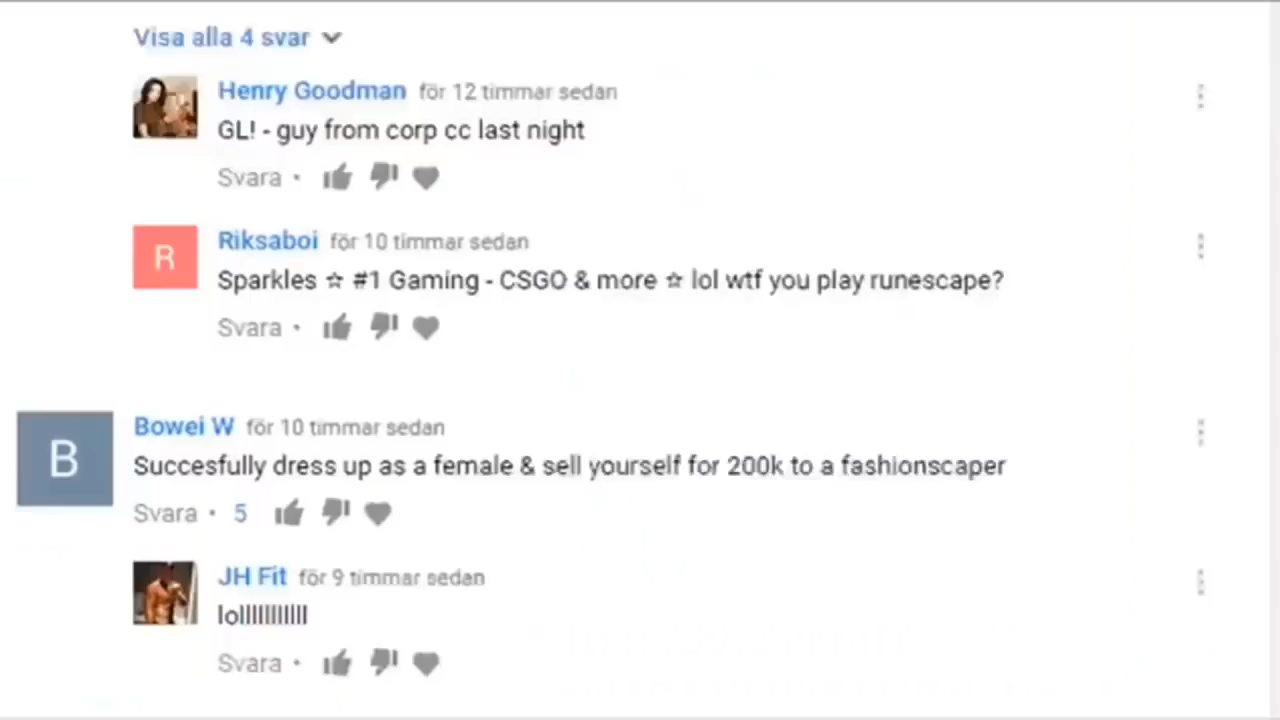 Visa alla 4 svar
Henry Goodman för 12 timmar sedan
GL! - guy from corp cc last night
Svara •
R
Riksaboi för 10 timmar sedan
Sparkles ☆ #1 Gaming - CSGO & more ☆ lol wtf you play runescape?
Svara •
B
Bowei W för 10 timmar sedan
Succesfully dress up as a female & sell yourself for 200k to a fashionscaper
Svara • 5
JH Fit för 9 timmar sedan
lolllllllllll
Svara •